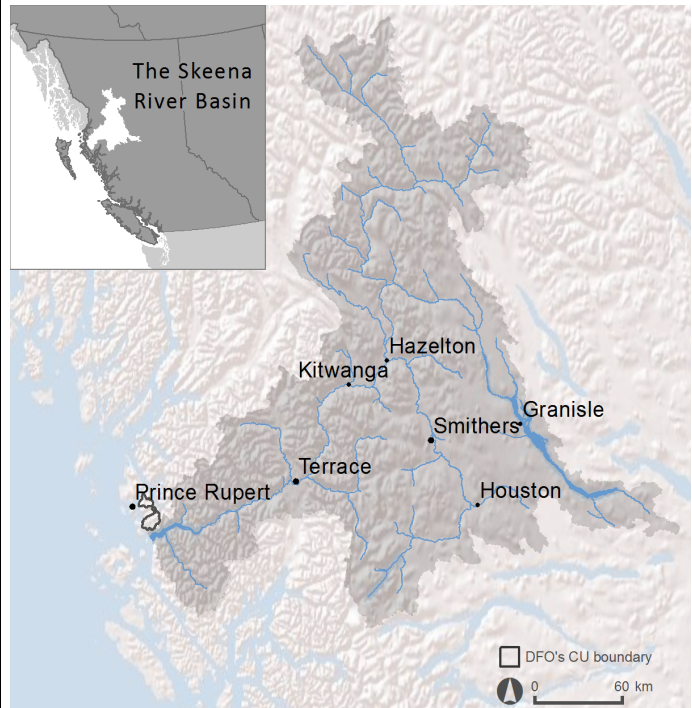 The Skeena
River Basin
Hazelton
Kitwanga
Granisle
Smithers
Terrace
Houston
Prince Rupert
DFO's CU boundary
0 60 km